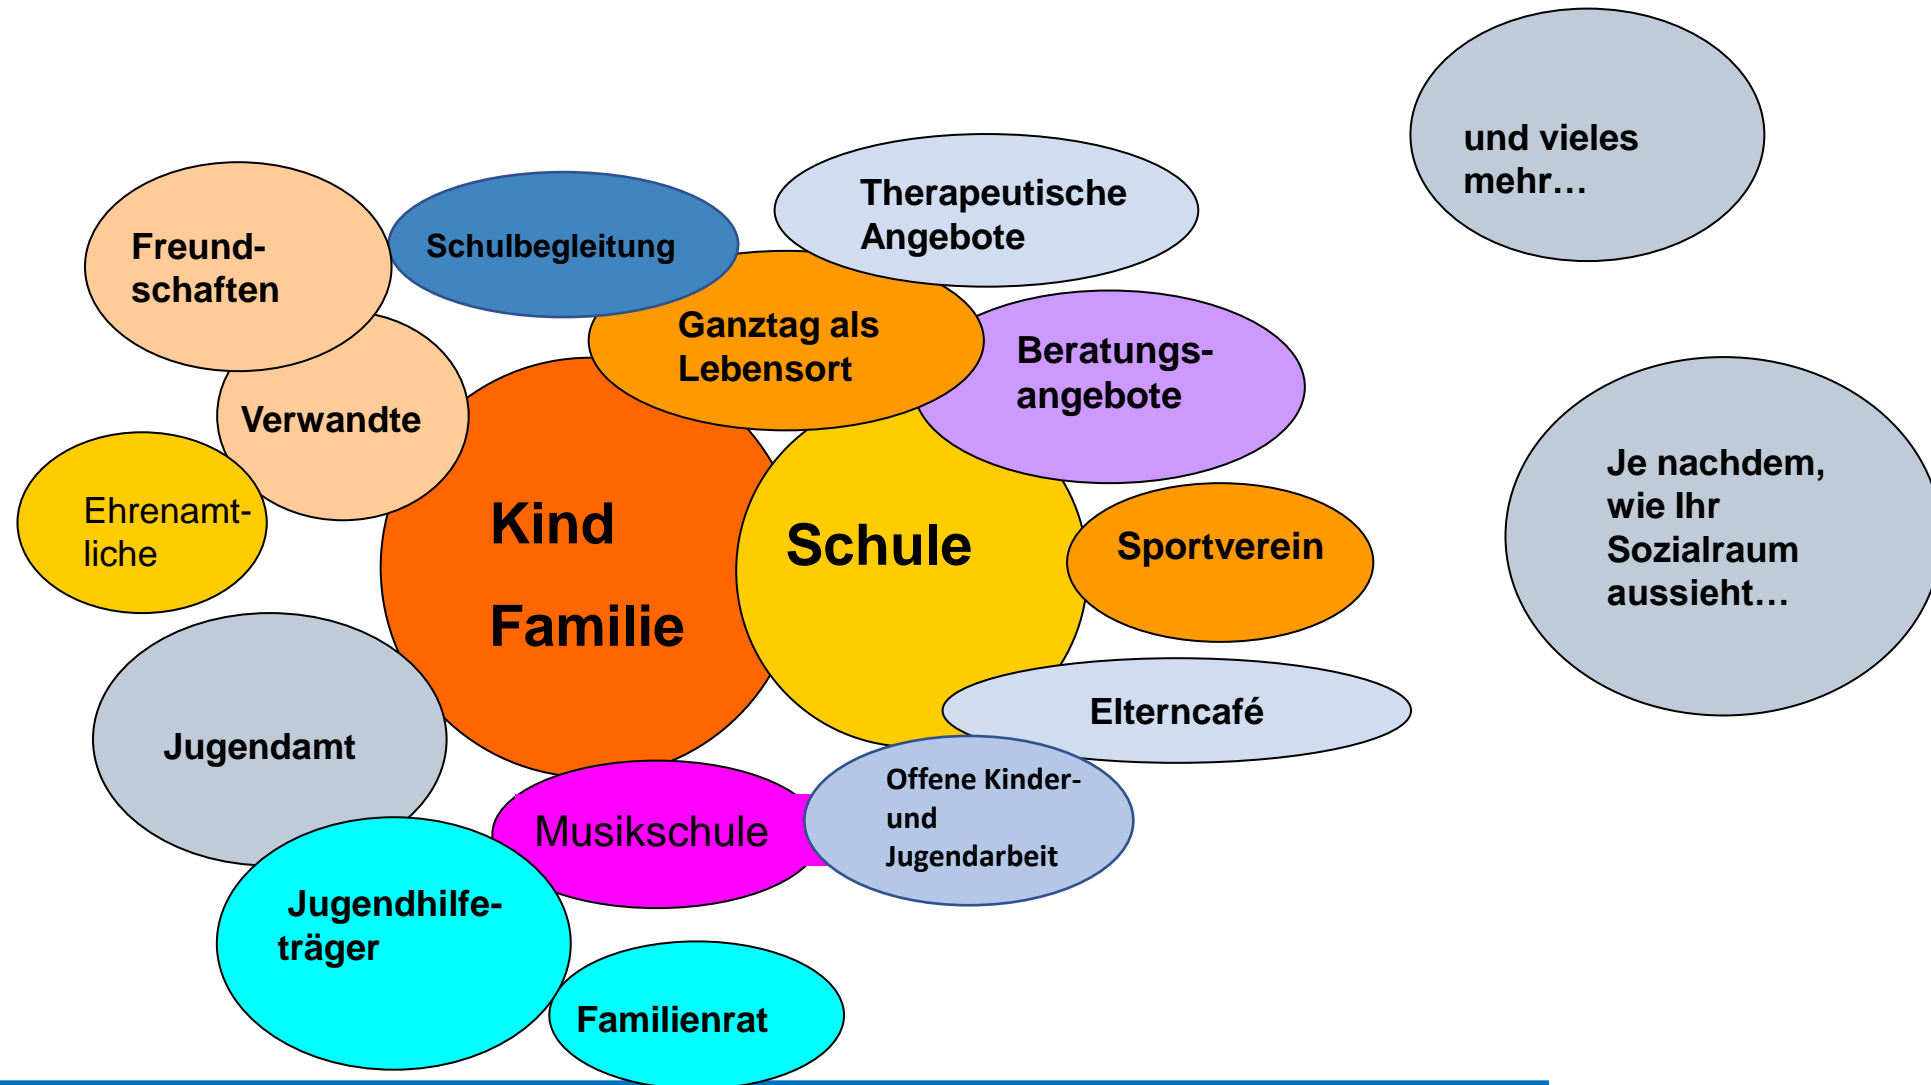 und vieles
mehr…
Therapeutische
Angebote
Freund-
schaften
Schulbegleitung
Ganztag als
Lebensort
Beratungs-
angebote
Verwandte
Ehrenamt-
liche
Kind
Familie
Schule
Sportverein
Je nachdem,
wie Ihr
Sozialraum
aussieht…
Elterncafé
Jugendamt
Musikschule
Offene Kinder-
und
Jugendarbeit
Jugendhilfe-
träger
Familienrat